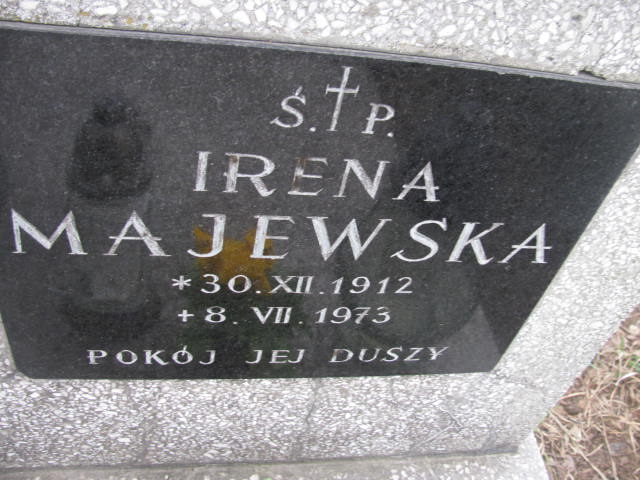 Ś.†P.
IRENA
MAJEWSKA
*30.XII.1912
+8.VII.1973
POKÓJ JEJ DUSZY